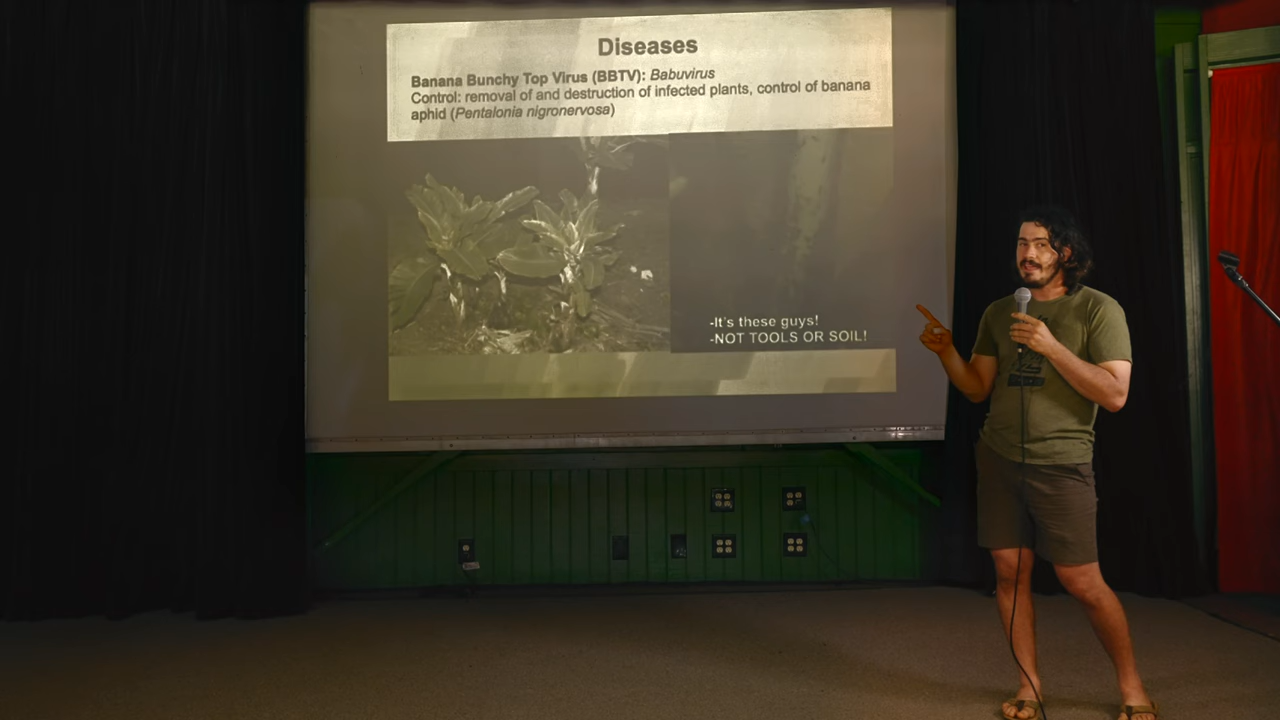 Diseases
Banana Bunchy Top Virus (BBTV): Babuvirus
Control: removal of and destruction of infected plants, control of banana
aphid (Pentalonia nigronervosa)
-It's these guys!
-NOT TOOLS OR SOIL!